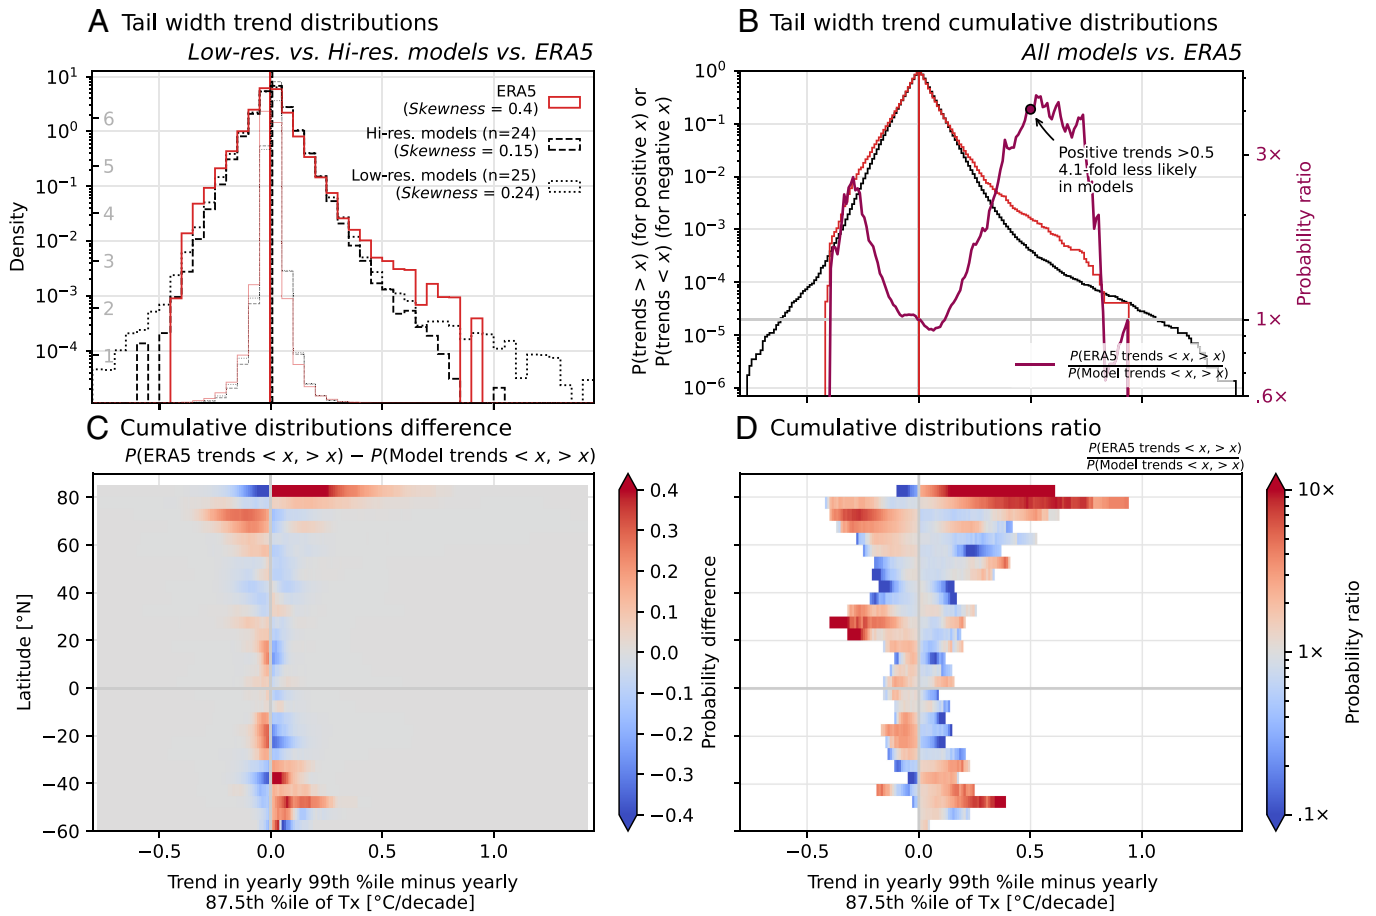 A Tail width trend distributions
Low-res. vs. Hi-res. models vs. ERA5
10^1
10^0
10^−1
10^−2
10^−3
10^−4
Density
6
5
4
3
2
1
ERA5
(Skewness = 0.4)
Hi-res. models (n=24)
(Skewness = 0.15)
Low-res. models (n=25)
(Skewness = 0.24)
B Tail width trend cumulative distributions
All models vs. ERA5
P(trends > x) (for positive x) or
P(trends < x) (for negative x)
10^0
10^−1
10^−2
10^−3
10^−4
10^−5
10^−6
Positive trends >0.5
4.1-fold less likely
in models
P(ERA5 trends < x, > x)
P(Model trends < x, > x)
3×
1×
.6×
Probability ratio
C Cumulative distributions difference
P(ERA5 trends < x, > x) − P(Model trends < x, > x)
Latitude [°N]
80
60
40
20
0
−20
−40
−60
−0.5
0.0
0.5
1.0
Trend in yearly 99th %ile minus yearly
87.5th %ile of Tx [°C/decade]
0.4
0.3
0.2
0.1
0.0
−0.1
−0.2
−0.3
−0.4
Probability difference
D Cumulative distributions ratio
P(ERA5 trends < x, > x)
P(Model trends < x, > x)
−0.5
0.0
0.5
1.0
Trend in yearly 99th %ile minus yearly
87.5th %ile of Tx [°C/decade]
10×
1×
.1×
Probability ratio